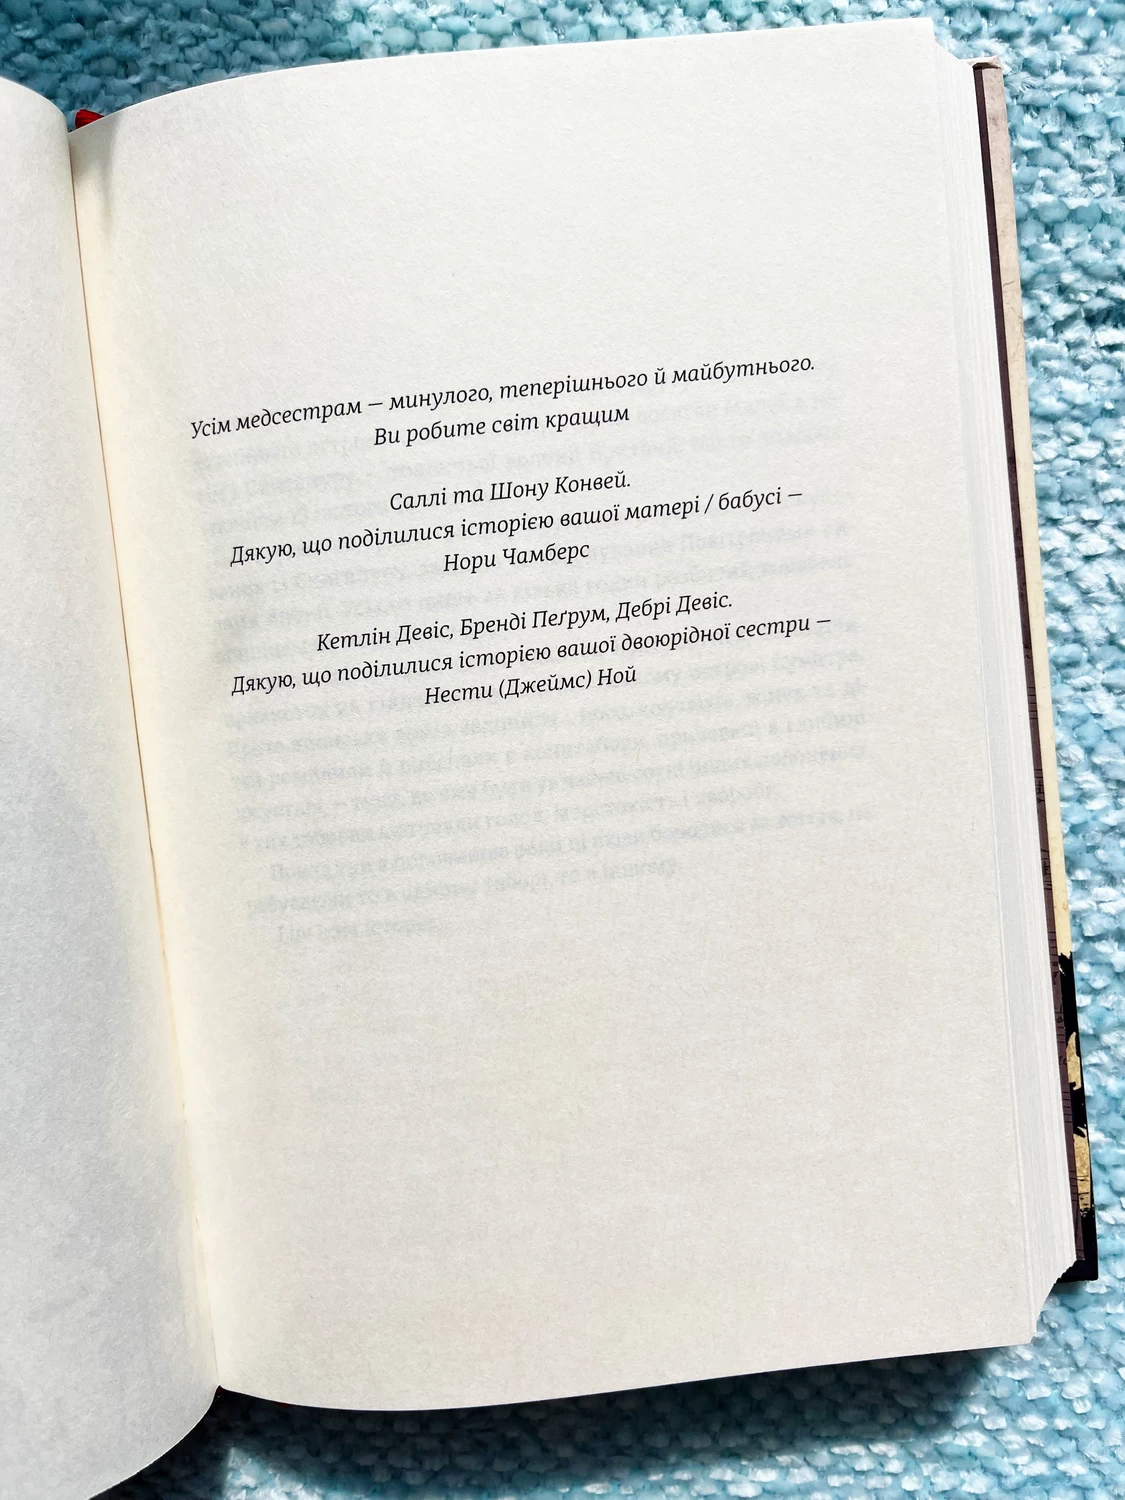 Усім медсестрам — минулого, теперішнього й майбутнього.
Ви робите світ кращим
Саллі та Шону Конвей.
Дякую, що поділилися історією вашої матері / бабусі —
Нори Чамберс
Кетлін Девіс, Бренді Пеґрум, Дебрі Девіс.
Дякую, що поділилися історією вашої двоюрідної сестри —
Нести (Джеймс) Ной